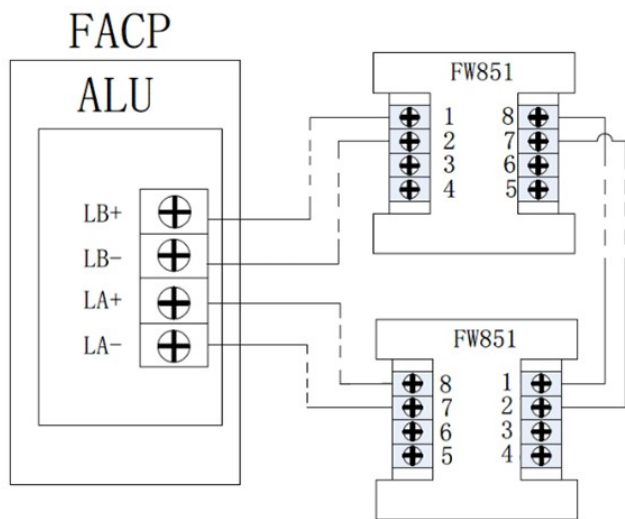 FACP
ALU
LB+
LB-
LA+
LA-
FW851
1 8
2 7
3 6
4 5
FW851
8 1
7 2
6 3
5 4